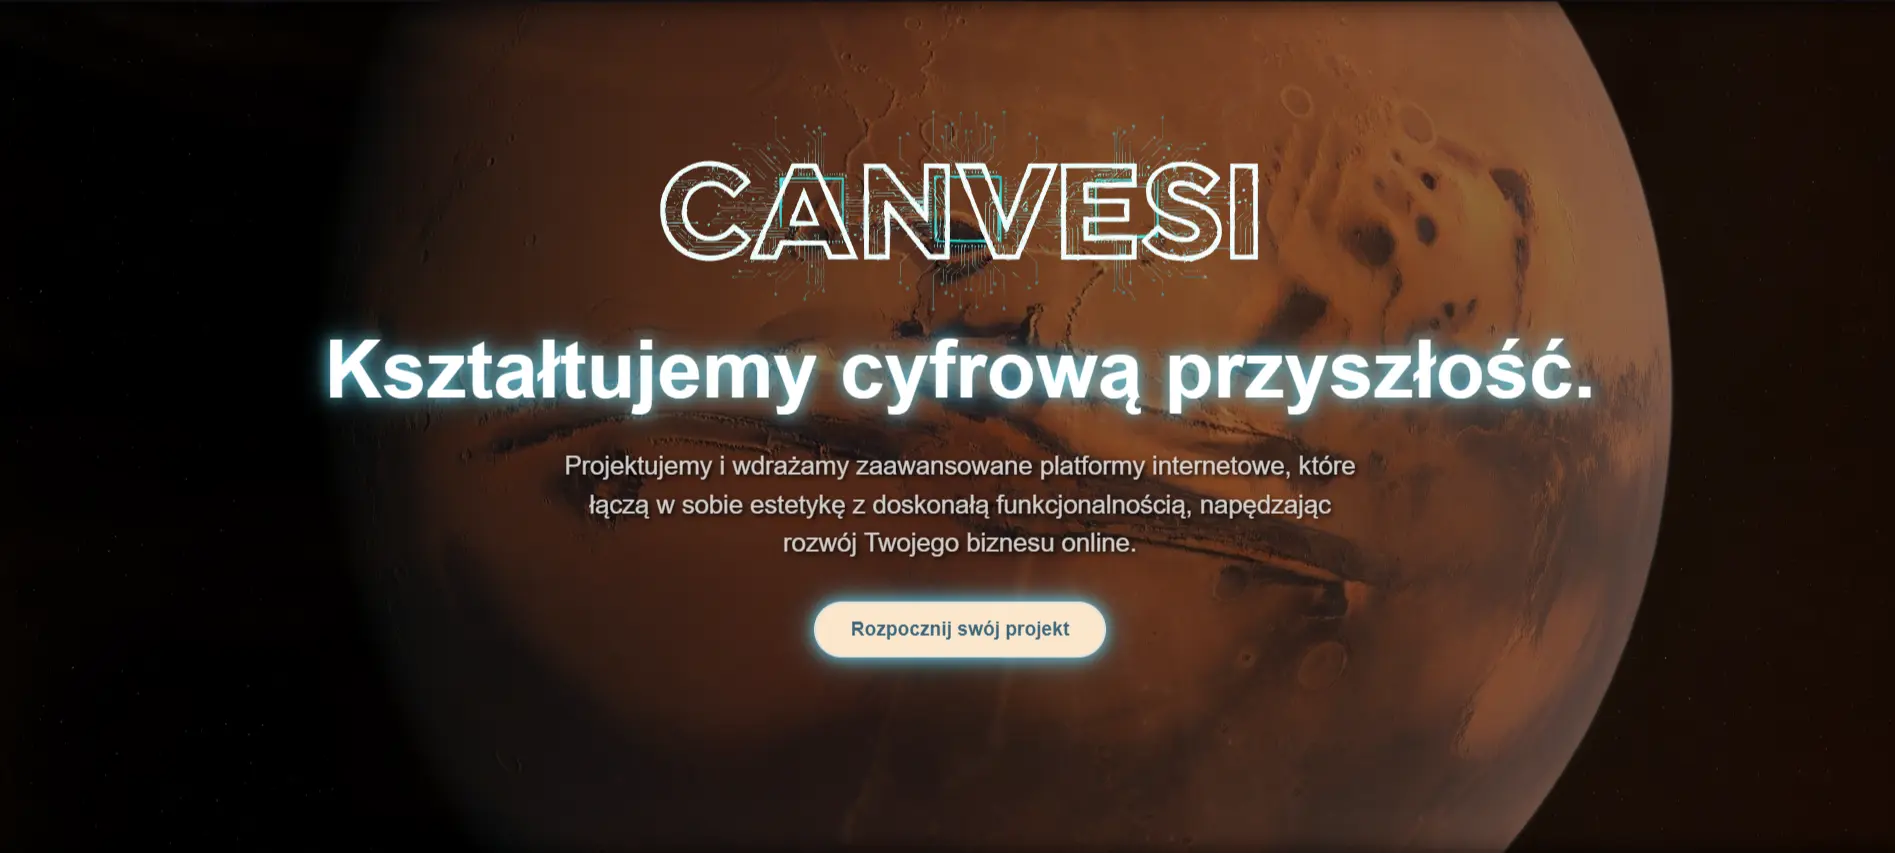 CANVESI
Kształtujemy cyfrową przyszłość.
Projektujemy i wdrażamy zaawansowane platformy internetowe, które
łączą w sobie estetykę z doskonałą funkcjonalnością, napędzając
rozwój Twojego biznesu online.
Rozpocznij swój projekt